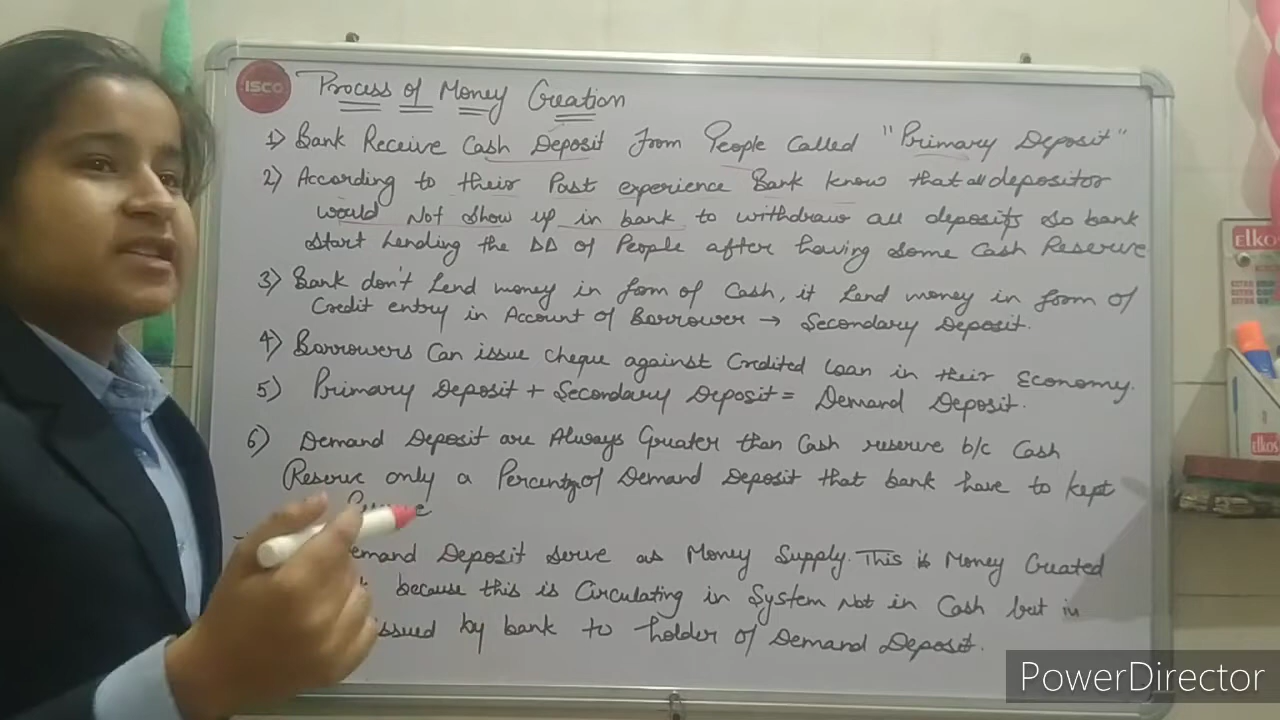 ISCO
Process of Money Creation
1) Bank Receive Cash Deposit from People Called "Primary Deposit"
2) According to their Past experience Bank know that all depositor
would Not show up in bank to withdraw all deposits so bank
start Lending the DD of People after having some Cash Reserve
3) Bank don't Lend money in form of Cash, it Lend money in form of
Credit entry in Account of Borrower → Secondary Deposit.
4) Borrowers Can issue cheque against Credited Loan in their Economy.
5) Primary Deposit + Secondary Deposit = Demand Deposit.
6) Demand Deposit are Always Greater than Cash reserve b/c Cash
Reserve only a Percentg of Demand Deposit that bank have to kept
emand Deposit serve as Money Supply. This is Money Created
because this is Circulating in System Not in Cash but in
issued by bank to holder of Demand Deposit.
elkos
elkos
PowerDirector